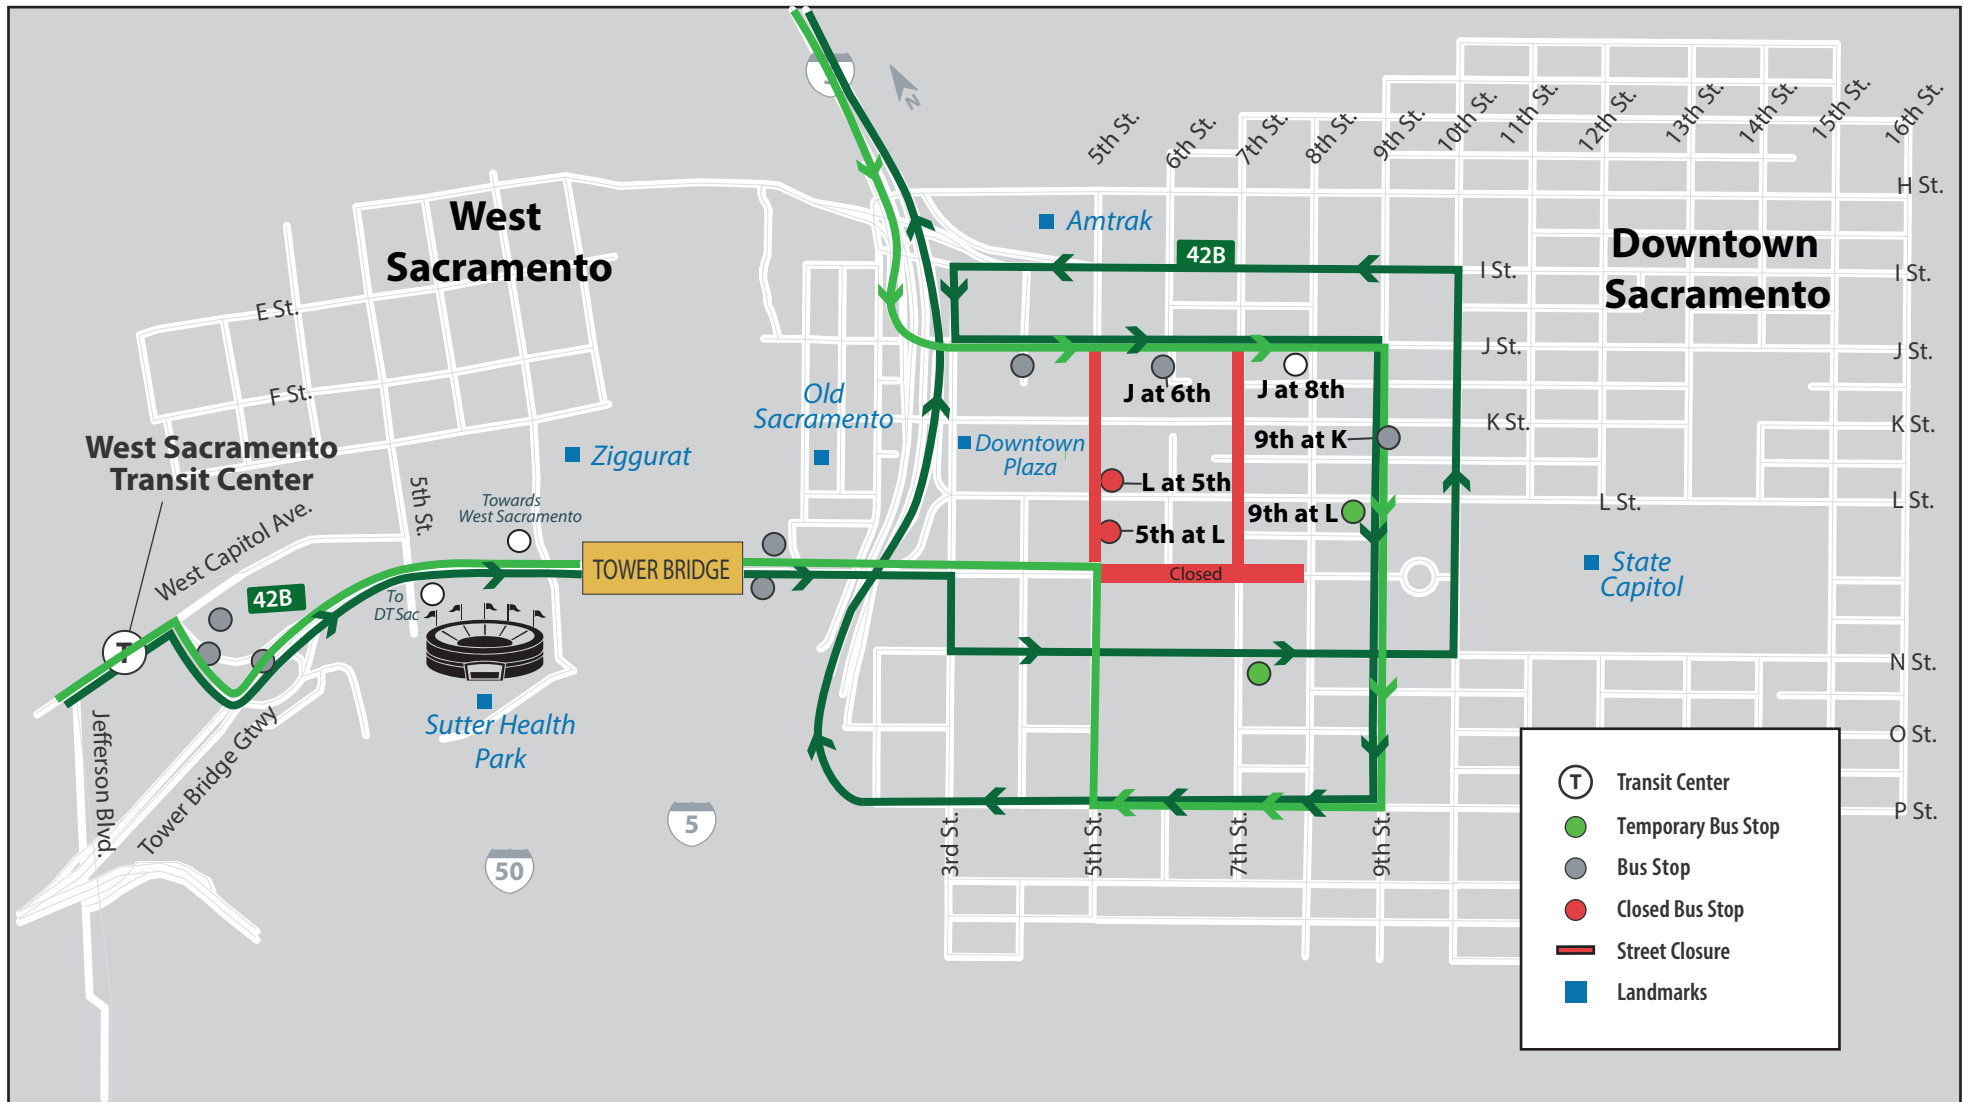 5th St.
6th St.
7th St.
8th St.
9th St.
10th St.
11th St.
12th St.
13th St.
14th St.
15th St.
16th St.
N
H St.
West
Sacramento
Amtrak
42B
Downtown
Sacramento
I St.
I St.
E St.
F St.
J St.
J St.
Old
Sacramento
J at 6th
J at 8th
K St.
K St.
West Sacramento
Transit Center
Ziggurat
Downtown
Plaza
9th at K
L at 5th
9th at L
5th at L
L St.
L St.
5th St.
Towards
West Sacramento
West Capitol Ave.
TOWER BRIDGE
Closed
State
Capitol
42B
To
DT Sac
T
N St.
Sutter Health
Park
Jefferson Blvd.
Tower Bridge Gtwy
O St.
P St.
5
50
3rd St.
5th St.
7th St.
9th St.
T Transit Center
Temporary Bus Stop
Bus Stop
Closed Bus Stop
Street Closure
Landmarks